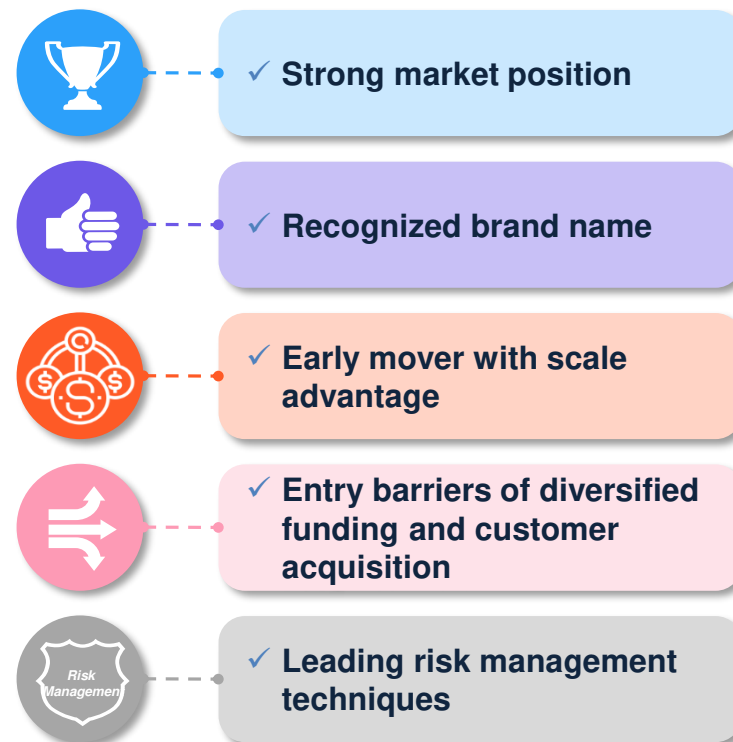 ✓ Strong market position
✓ Recognized brand name
✓ Early mover with scale
advantage
✓ Entry barriers of diversified
funding and customer
acquisition
Risk
Managemen
✓ Leading risk management
techniques